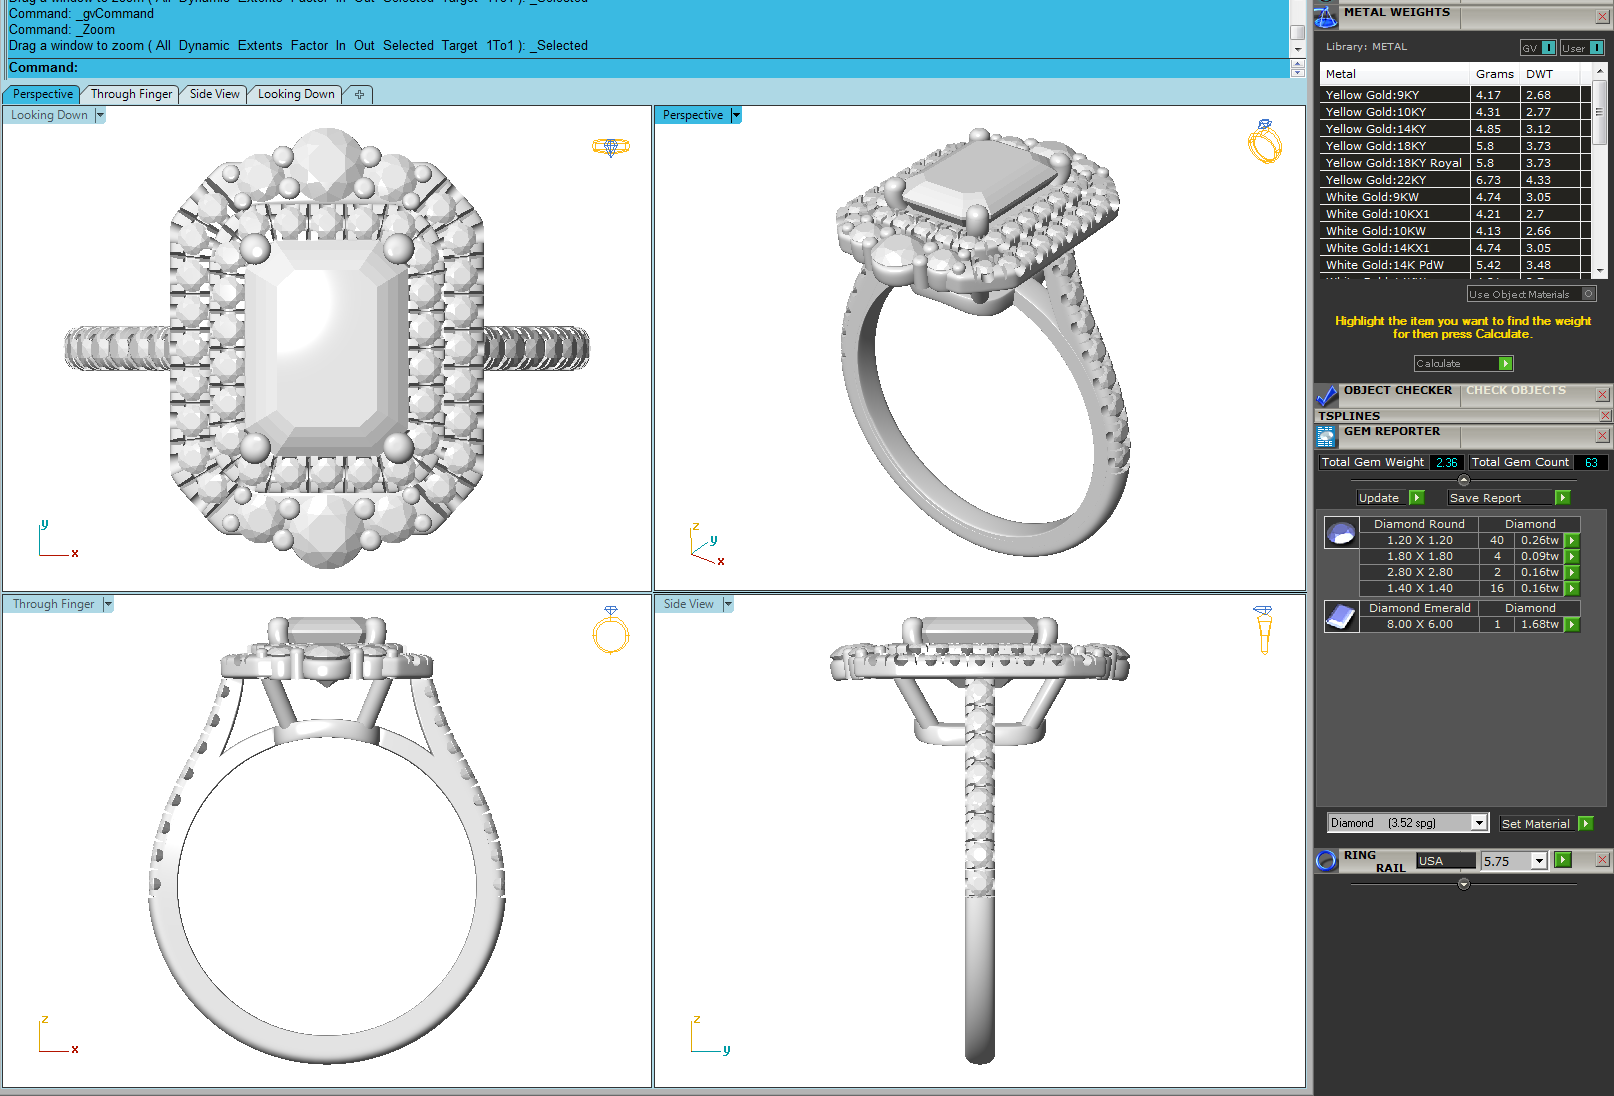 Drag a window to zoom ( All Dynamic Extents Factor In Out Selected Target 1To1 ): _Selected
Command: _gvCommand
Command: _Zoom
Drag a window to zoom ( All Dynamic Extents Factor In Out Selected Target 1To1 ): _Selected
Command:
Perspective Through Finger Side View Looking Down
Looking Down
Perspective
y
x
z
y
x
Through Finger
Side View
z
x
z
y
METAL WEIGHTS
Library: METAL GV User
Metal Grams DWT
Yellow Gold:9KY 4.17 2.68
Yellow Gold:10KY 4.31 2.77
Yellow Gold:14KY 4.85 3.12
Yellow Gold:18KY 5.8 3.73
Yellow Gold:18KY Royal 5.8 3.73
Yellow Gold:22KY 6.73 4.33
White Gold:9KW 4.74 3.05
White Gold:10KX1 4.21 2.7
White Gold:10KW 4.13 2.66
White Gold:14KX1 4.74 3.05
White Gold:14K PdW 5.42 3.48
Use Object Materials
Highlight the item you want to find the weight
for then press Calculate.
Calculate
OBJECT CHECKER CHECK OBJECTS
TSPLINES
GEM REPORTER
Total Gem Weight 2.36 Total Gem Count 63
Update Save Report
Diamond Round Diamond
1.20 X 1.20 40 0.26tw
1.80 X 1.80 4 0.09tw
2.80 X 2.80 2 0.16tw
1.40 X 1.40 16 0.16tw
Diamond Emerald Diamond
8.00 X 6.00 1 1.68tw
Diamond (3.52 spg) Set Material
RING RAIL USA 5.75